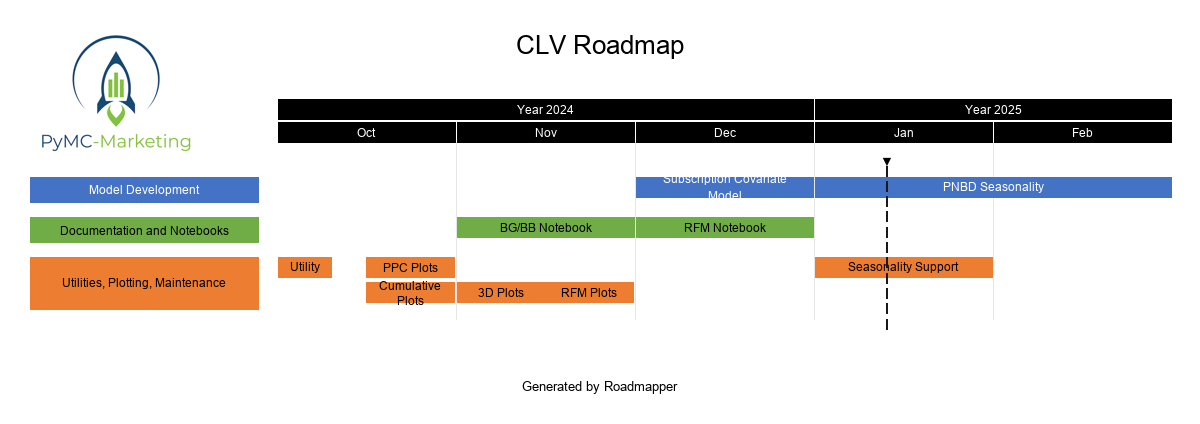 CLV Roadmap
PyMC-Marketing
Year 2024
Year 2025
Oct
Nov
Dec
Jan
Feb
Model Development
Subscription Covariate
Model
PNBD Seasonality
Documentation and Notebooks
BG/BB Notebook
RFM Notebook
Utilities, Plotting, Maintenance
Utility
PPC Plots
Seasonality Support
Cumulative
Plots
3D Plots
RFM Plots
Generated by Roadmapper